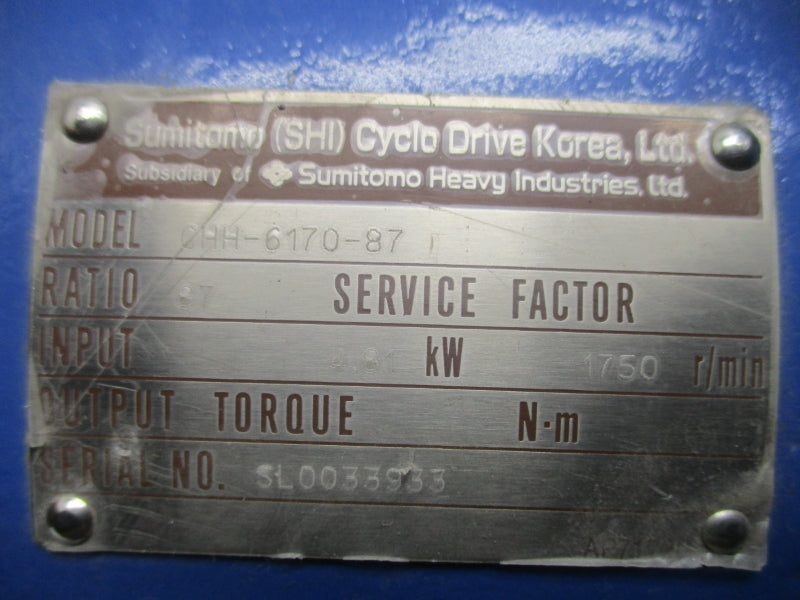 Sumitomo (SHI) Cyclo Drive Korea, Ltd.
Subsidiary of Sumitomo Heavy Industries, Ltd.
MODEL CHH-6170-87
RATIO 87 SERVICE FACTOR
INPUT kW 1750 r/min
OUTPUT TORQUE N·m
SERIAL NO. SL0033933